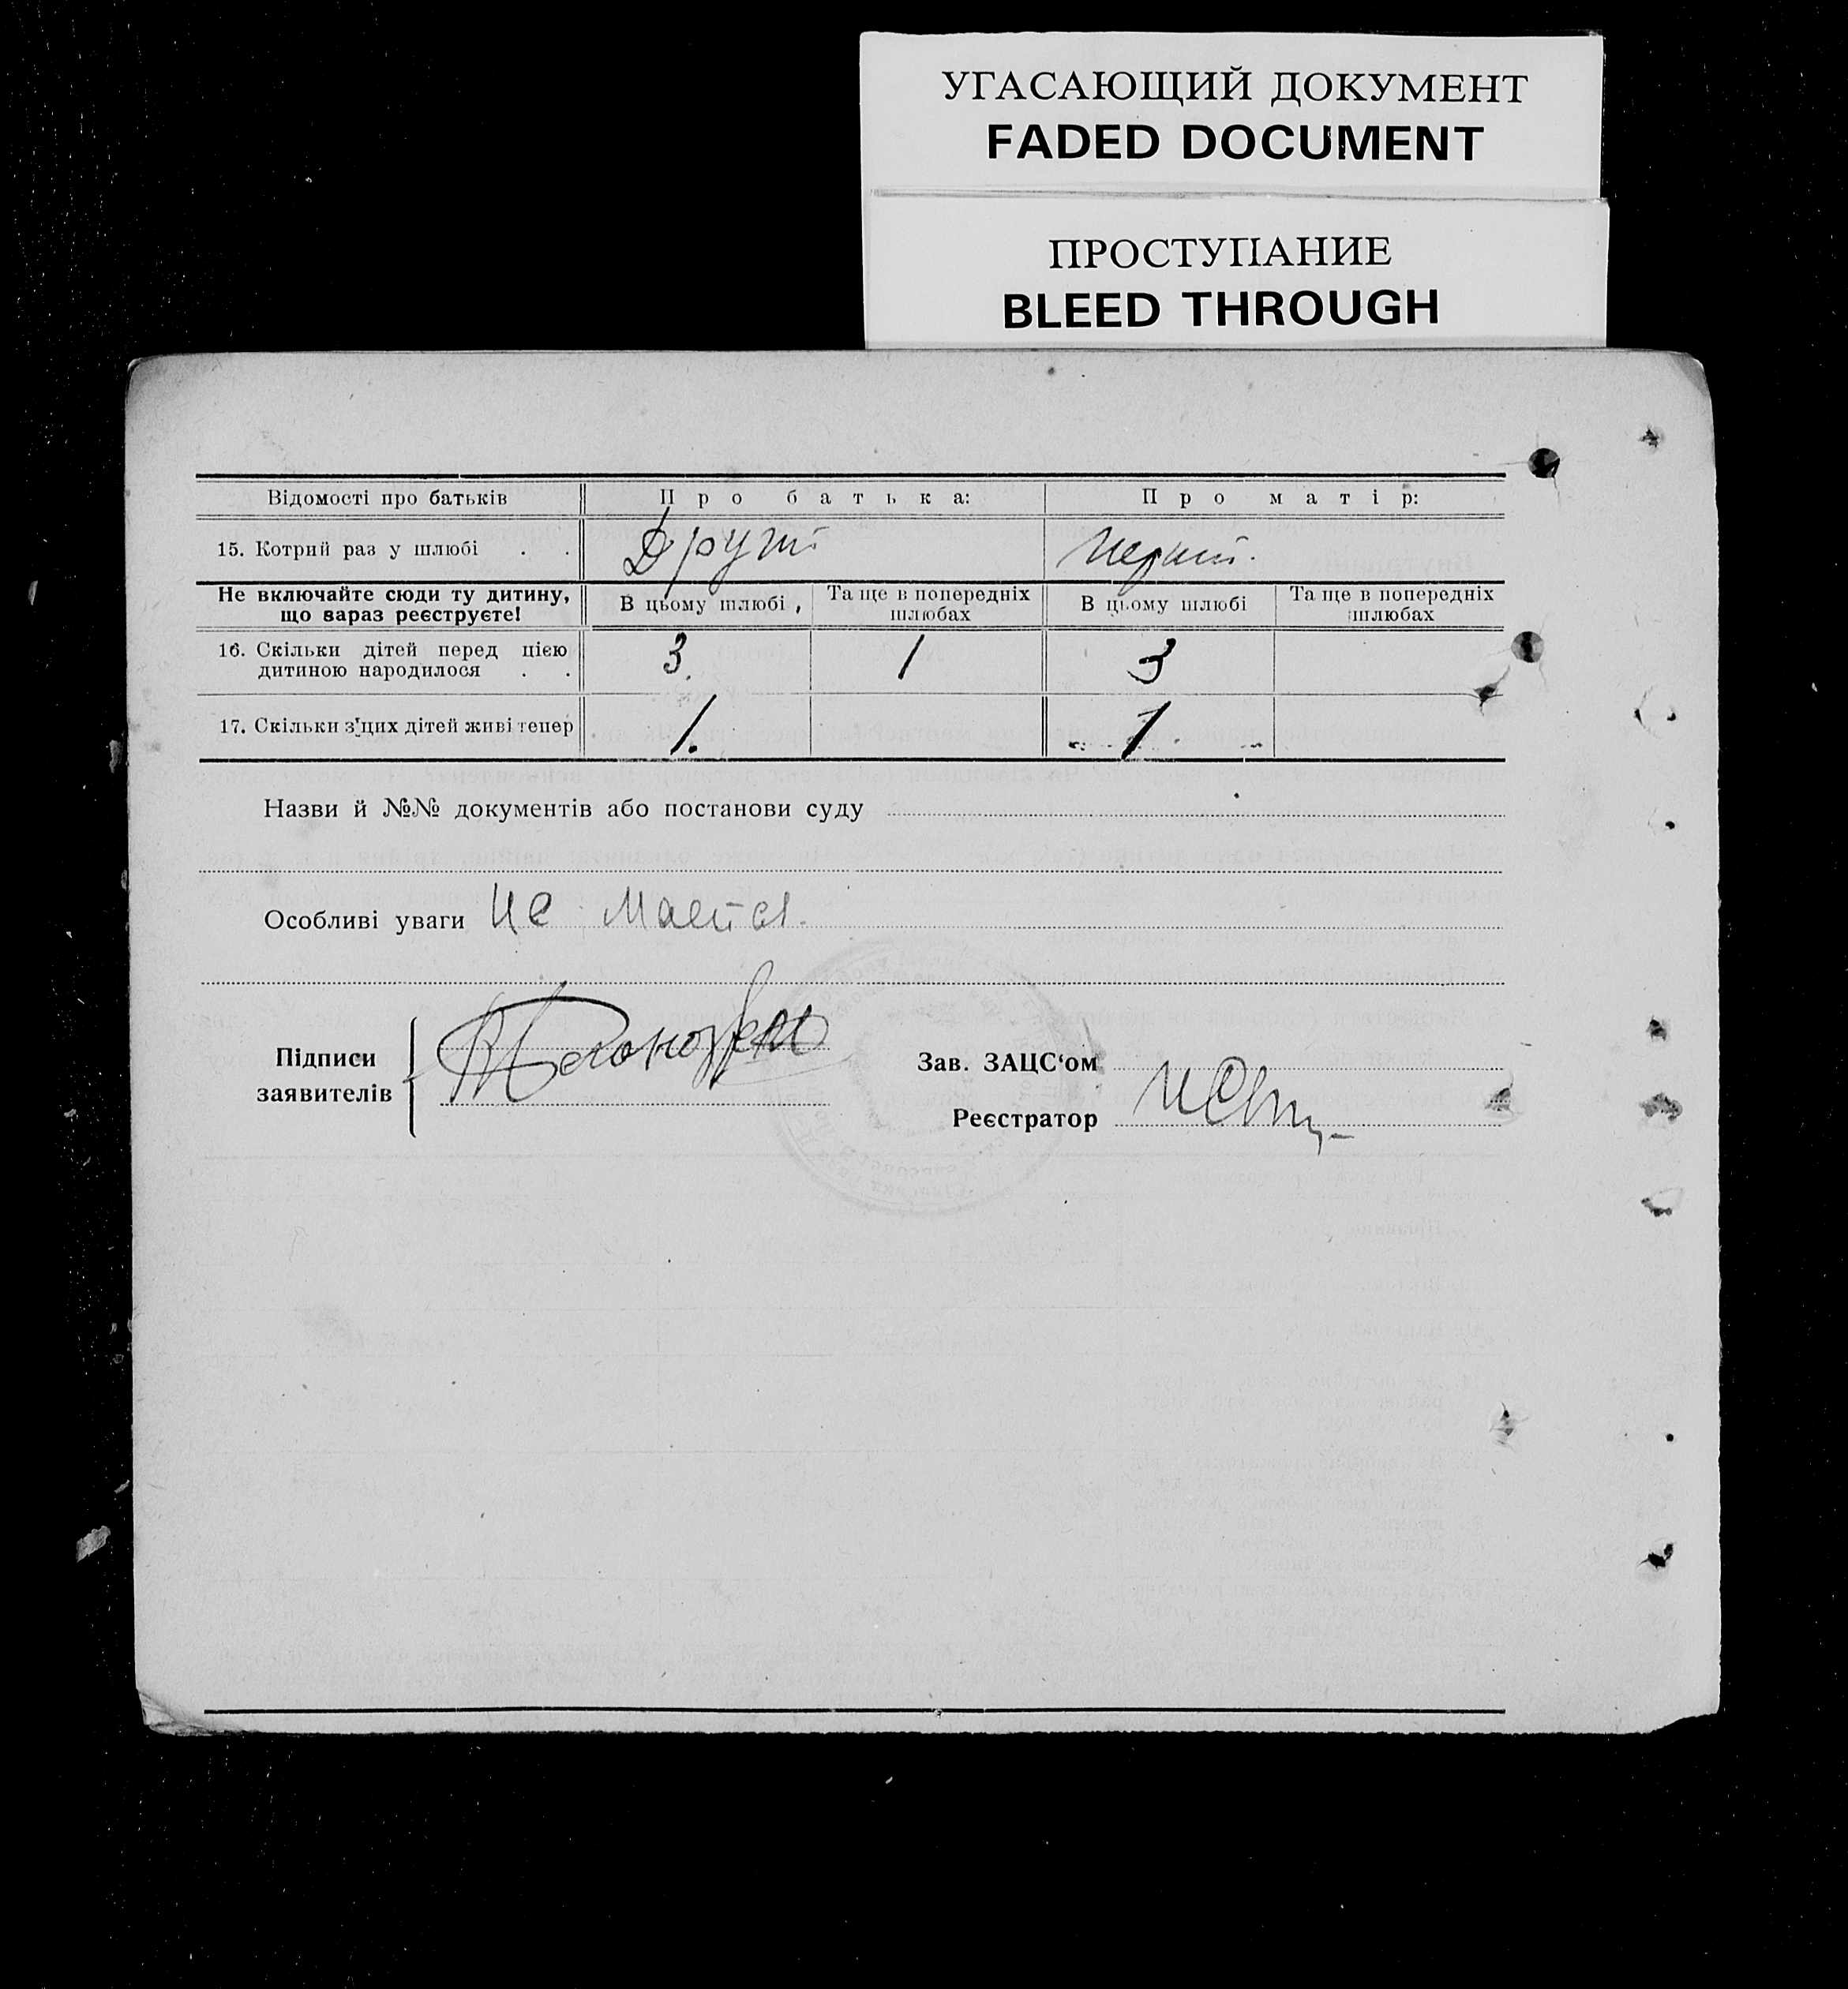 УГАСАЮЩИЙ ДОКУМЕНТ
FADED DOCUMENT
ПРОСТУПАНИЕ
BLEED THROUGH
Відомості про батьків Про батька: Про матір:
15. Котрий раз у шлюбі . . Другий Перший.
Не включайте сюди ту дитину, що зараз реєструєте! В цьому шлюбі, Та ще в попередніх шлюбах В цьому шлюбі Та ще в попередніх шлюбах
16. Скільки дітей перед цією
дитиною народилося . . 3. 1 3
17. Скільки з цих дітей живі тепер 1. 1
Назви й №№ документів або постанови суду
Особливі уваги Не мається.
Підписи
заявителів
Зав. ЗАЦС'ом
Реєстратор